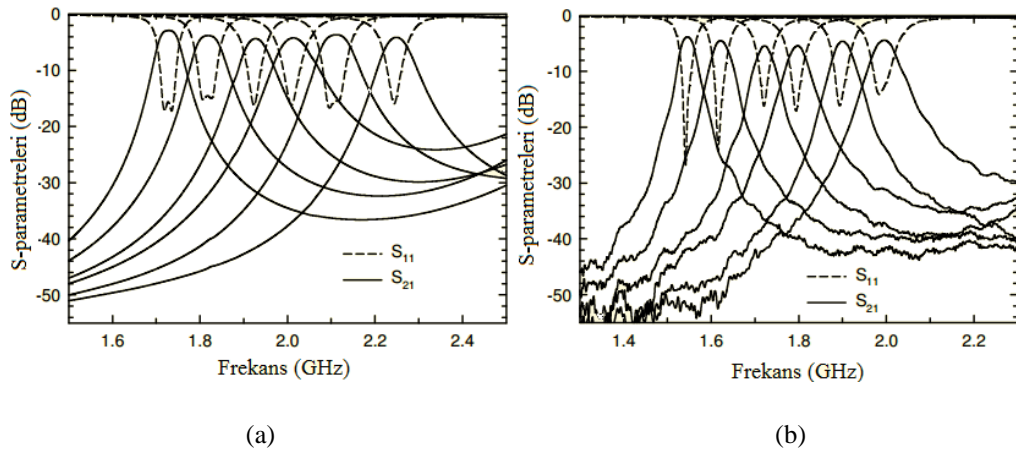 S-parametreleri (dB)
0
-10
-20
-30
-40
-50
S11
S21
1.6
1.8
2.0
2.2
2.4
Frekans (GHz)
(a)
S-parametreleri (dB)
0
-10
-20
-30
-40
-50
S11
S21
1.4
1.6
1.8
2.0
2.2
Frekans (GHz)
(b)